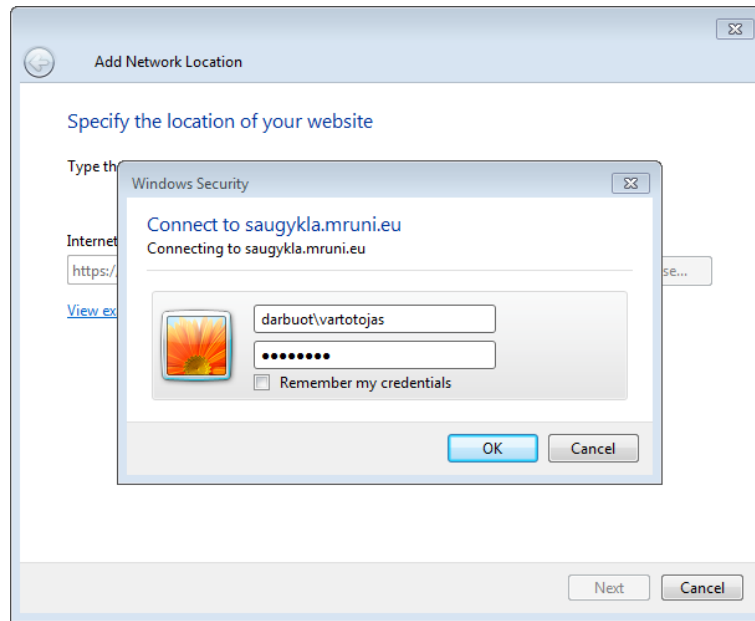 Add Network Location
Specify the location of your website
Type th
Windows Security
Connect to saugykla.mruni.eu
Connecting to saugykla.mruni.eu
Internet
https:/
se...
View ex
darbuot\vartotojas
●●●●●●●●
Remember my credentials
OK
Cancel
Next
Cancel